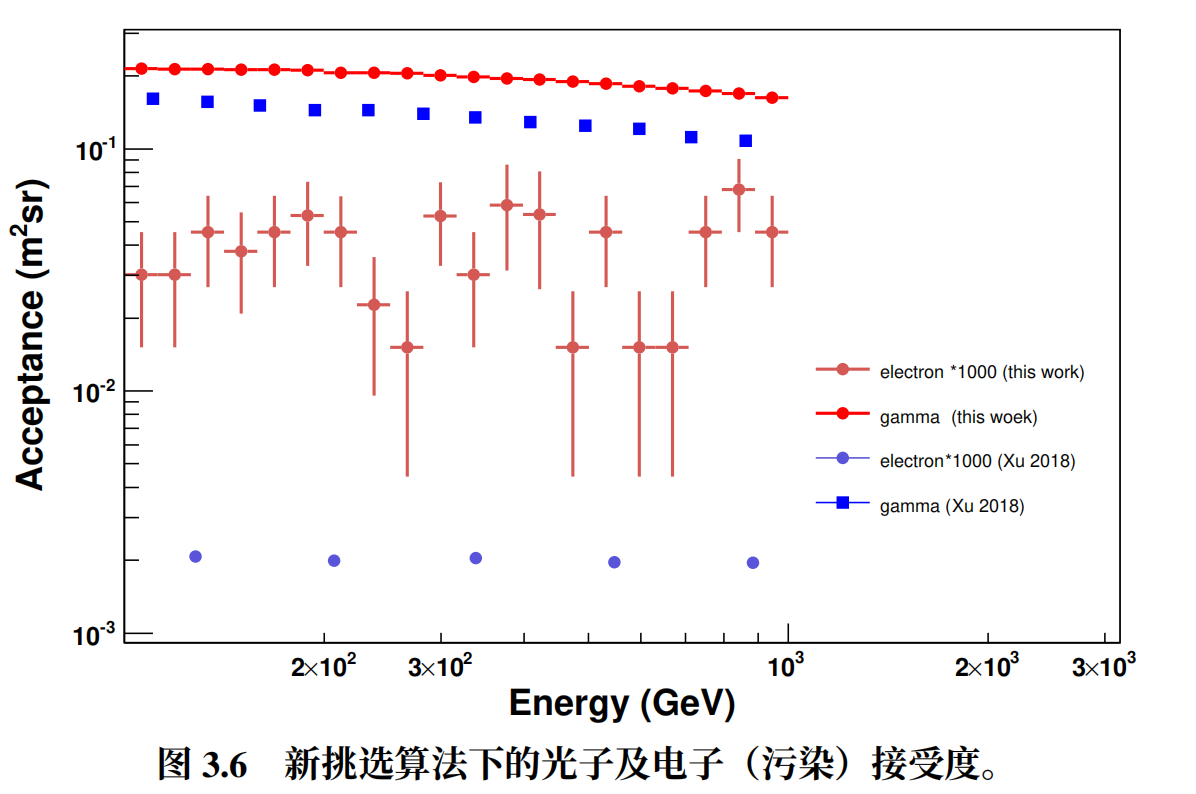 Acceptance (m²sr)
10⁻¹
10⁻²
10⁻³
electron *1000 (this work)
gamma (this woek)
electron*1000 (Xu 2018)
gamma (Xu 2018)
2×10² 3×10² 10³ 2×10³ 3×10³
Energy (GeV)
图 3.6 新挑选算法下的光子及电子（污染）接受度。